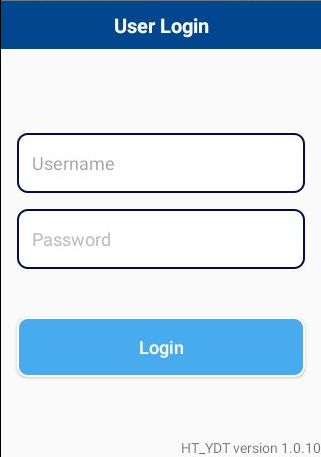 User Login
Username
Password
Login
HT_YDT version 1.0.10